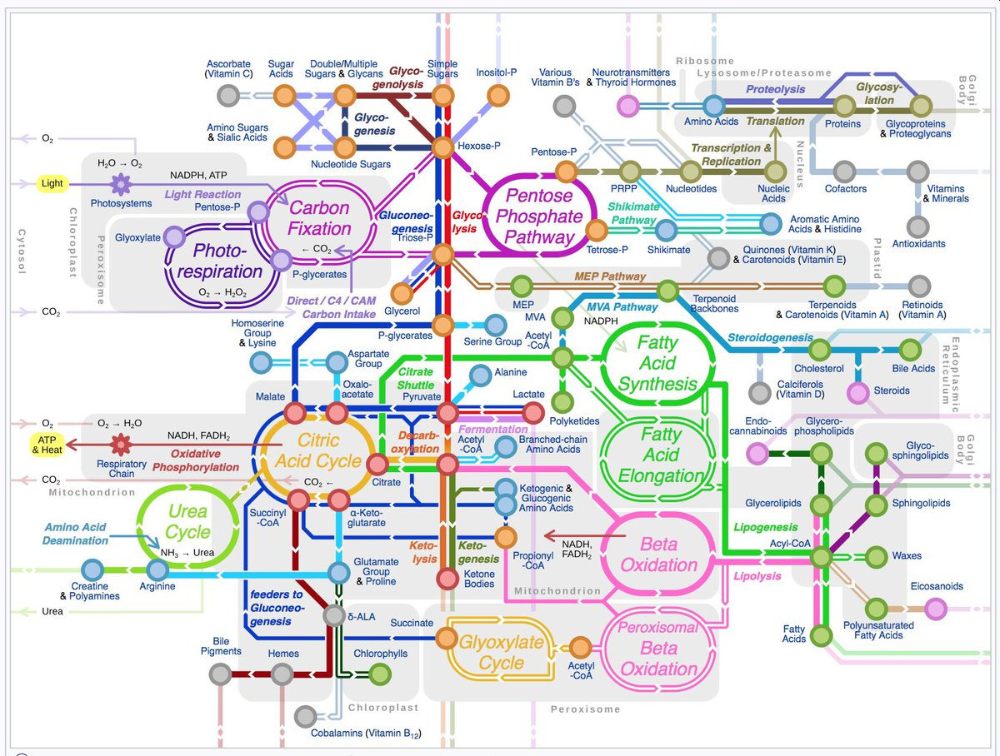 Ascorbate
(Vitamin C)
Sugar
Acids
Double/Multiple
Sugars & Glycans
Glyco-
genolysis
Simple
Sugars
Inositol-P
Various
Vitamin B's
Neurotransmitters
& Thyroid Hormones
Ribosome
Lysosome/Proteasome
Proteolysis
Glycosy-
lation
Golgi
Body
Amino Sugars
& Sialic Acids
Glyco-
genesis
Nucleotide Sugars
Hexose-P
Amino Acids
Translation
Proteins
Glycoproteins
& Proteoglycans
Transcription &
Replication
Nucleus
O₂
H₂O → O₂
Light
Photosystems
NADPH, ATP
Light Reaction
Pentose-P
Carbon
Fixation
← CO₂
Gluconeo-
genesis
Glyco-
lysis
Triose-P
Pentose
Phosphate
Pathway
Pentose-P
PRPP
Nucleotides
Nucleic
Acids
Cofactors
Vitamins
& Minerals
Shikimate
Pathway
Aromatic Amino
Acids & Histidine
Antioxidants
Tetrose-P
Shikimate
Cytosol
Chloroplast
Peroxisome
Glyoxylate
Photo-
respiration
O₂ → H₂O₂
P-glycerates
Quinones (Vitamin K)
& Carotenoids (Vitamin E)
Plastid
MEP Pathway
CO₂
Direct / C4 / CAM
Carbon Intake
Glycerol
MEP
MVA
MVA Pathway
NADPH
Terpenoid
Backbones
Terpenoids
& Carotenoids (Vitamin A)
Retinoids
(Vitamin A)
Homoserine
Group
& Lysine
P-glycerates
Serine Group
Acetyl
-CoA
Fatty
Acid
Synthesis
Steroidogenesis
Cholesterol
Bile Acids
Endoplasmic
Reticulum
Aspartate
Group
Citrate
Shuttle
Alanine
Malate
Oxalo-
acetate
Pyruvate
Lactate
Polyketides
Calciferols
(Vitamin D)
Steroids
O₂
O₂ → H₂O
ATP
& Heat
NADH, FADH₂
Respiratory
Chain
Oxidative
Phosphorylation
CO₂
Mitochondrion
Citric
Acid Cycle
CO₂ ←
Decarb-
oxylation
Fermentation
Acetyl
-CoA
Branched-chain
Amino Acids
Citrate
Fatty
Acid
Elongation
Endo-
cannabinoids
Glycero-
phospholipids
Glyco-
sphingolipids
Golgi
Body
Urea
Cycle
NH₃ → Urea
Succinyl
-CoA
α-Keto-
glutarate
Ketogenic &
Glucogenic
Amino Acids
Glycerolipids
Sphingolipids
Amino Acid
Deamination
Keto-
lysis
Keto-
genesis
Propionyl
-CoA
NADH,
FADH₂
Beta
Oxidation
Lipogenesis
Acyl-CoA
Lipolysis
Waxes
Creatine
& Polyamines
Arginine
Glutamate
Group
& Proline
Ketone
Bodies
Mitochondrion
Eicosanoids
Urea
feeders to
Gluconeo-
genesis
δ-ALA
Succinate
Glyoxylate
Cycle
Acetyl
-CoA
Peroxisomal
Beta
Oxidation
Fatty
Acids
Polyunsaturated
Fatty Acids
Bile
Pigments
Hemes
Chlorophylls
Chloroplast
Peroxisome
Cobalamins (Vitamin B₁₂)